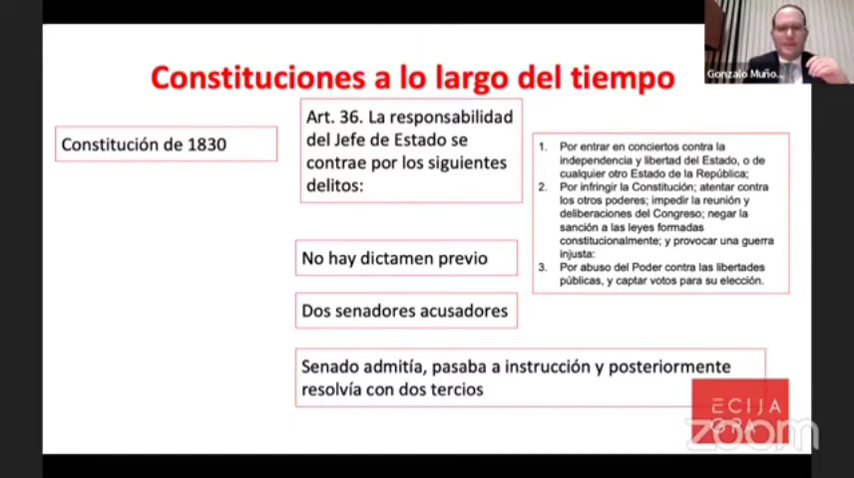 Constituciones a lo largo del tiempo
Gonzalo Muño...
Constitución de 1830
Art. 36. La responsabilidad
del Jefe de Estado se
contrae por los siguientes
delitos:
1. Por entrar en conciertos contra la
independencia y libertad del Estado, o de
cualquier otro Estado de la República;
2. Por infringir la Constitución; atentar contra
los otros poderes; impedir la reunión y
deliberaciones del Congreso; negar la
sanción a las leyes formadas
constitucionalmente; y provocar una guerra
injusta:
3. Por abuso del Poder contra las libertades
públicas, y captar votos para su elección.
No hay dictamen previo
Dos senadores acusadores
Senado admitía, pasaba a instrucción y posteriormente
resolvía con dos tercios
ECIJA
zoom